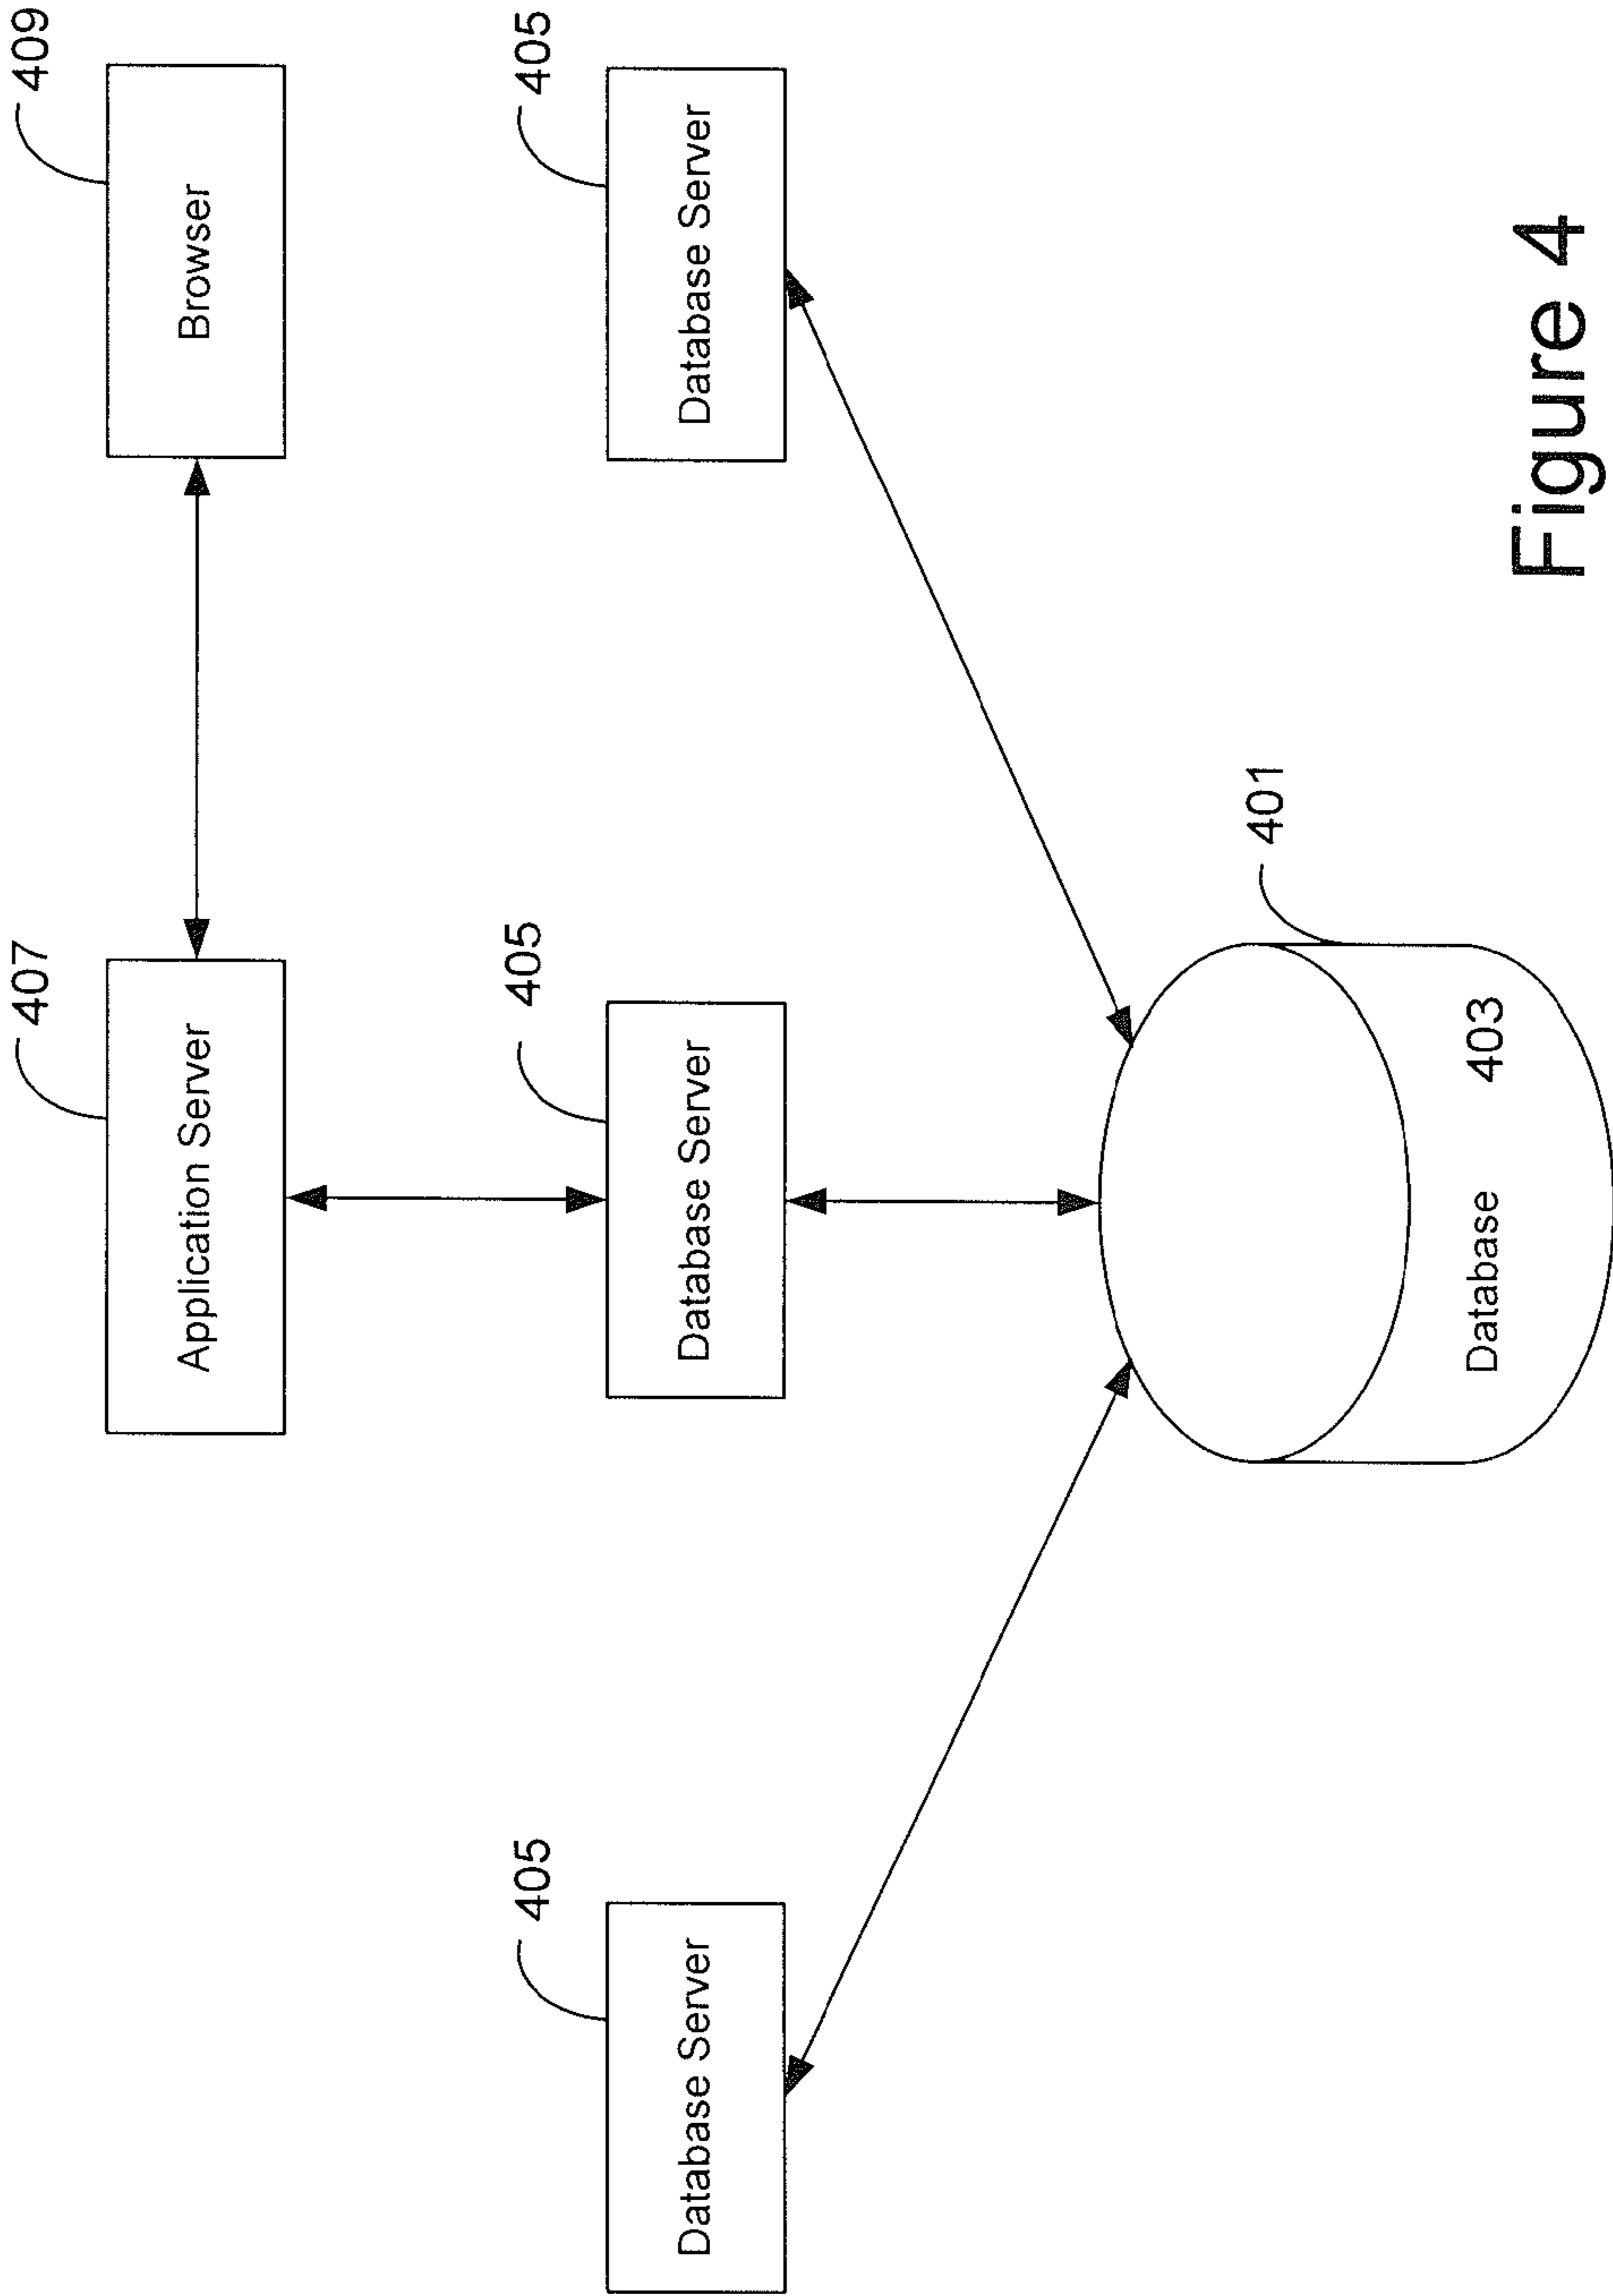 407
409
Application Server
Browser
405
405
405
Database Server
Database Server
Database Server
401
Database 403
Figure 4